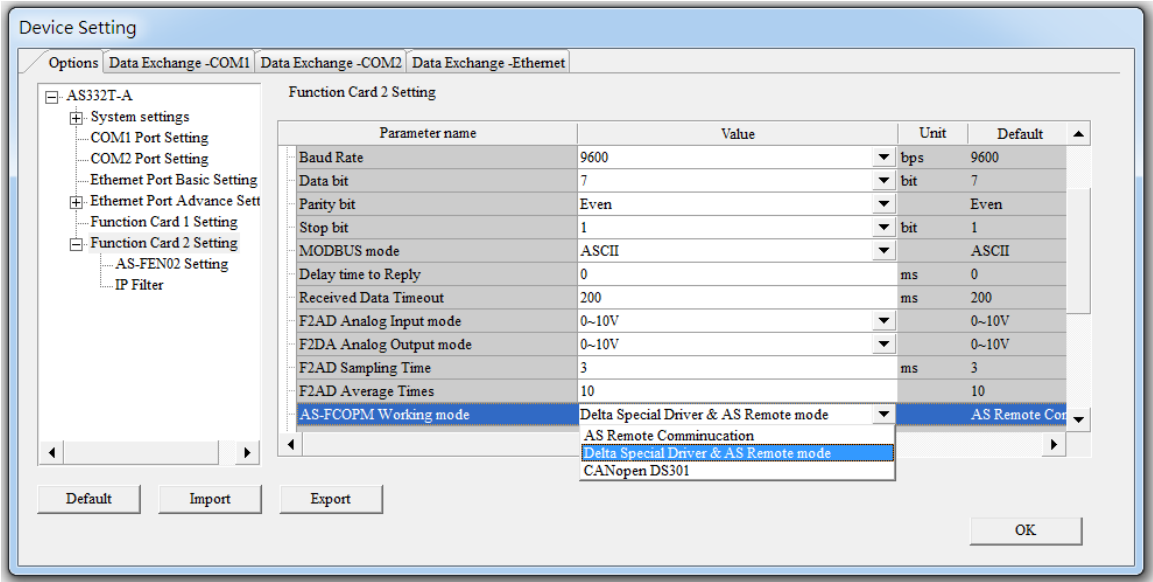 Device Setting
Options Data Exchange -COM1 Data Exchange -COM2 Data Exchange -Ethernet
AS332T-A
System settings
COM1 Port Setting
COM2 Port Setting
Ethernet Port Basic Setting
Ethernet Port Advance Sett
Function Card 1 Setting
Function Card 2 Setting
AS-FEN02 Setting
IP Filter
Function Card 2 Setting
Parameter name Value Unit Default
Baud Rate 9600 bps 9600
Data bit 7 bit 7
Parity bit Even Even
Stop bit 1 bit 1
MODBUS mode ASCII ASCII
Delay time to Reply 0 ms 0
Received Data Timeout 200 ms 200
F2AD Analog Input mode 0~10V 0~10V
F2DA Analog Output mode 0~10V 0~10V
F2AD Sampling Time 3 ms 3
F2AD Average Times 10 10
AS-FCOPM Working mode Delta Special Driver & AS Remote mode AS Remote Con
AS Remote Comminucation
Delta Special Driver & AS Remote mode
CANopen DS301
Default Import Export
OK